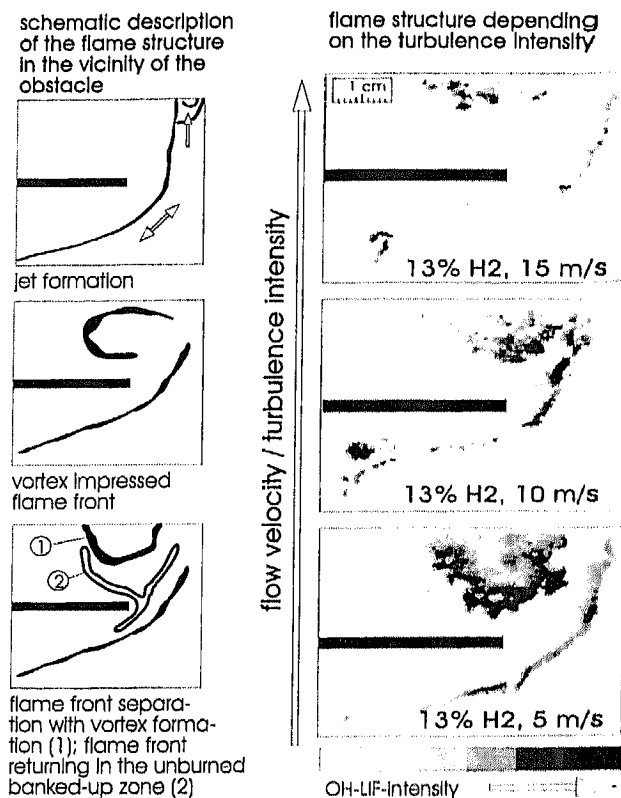 schematic description
of the flame structure
in the vicinity of the
obstacle
jet formation
vortex impressed
flame front
1
2
flame front separa-
tion with vortex forma-
tion (1); flame front
returning in the unburned
banked-up zone (2)
flow velocity / turbulence intensity
flame structure depending
on the turbulence intensity
1 cm
13% H2, 15 m/s
13% H2, 10 m/s
13% H2, 5 m/s
OH-LIF-intensity